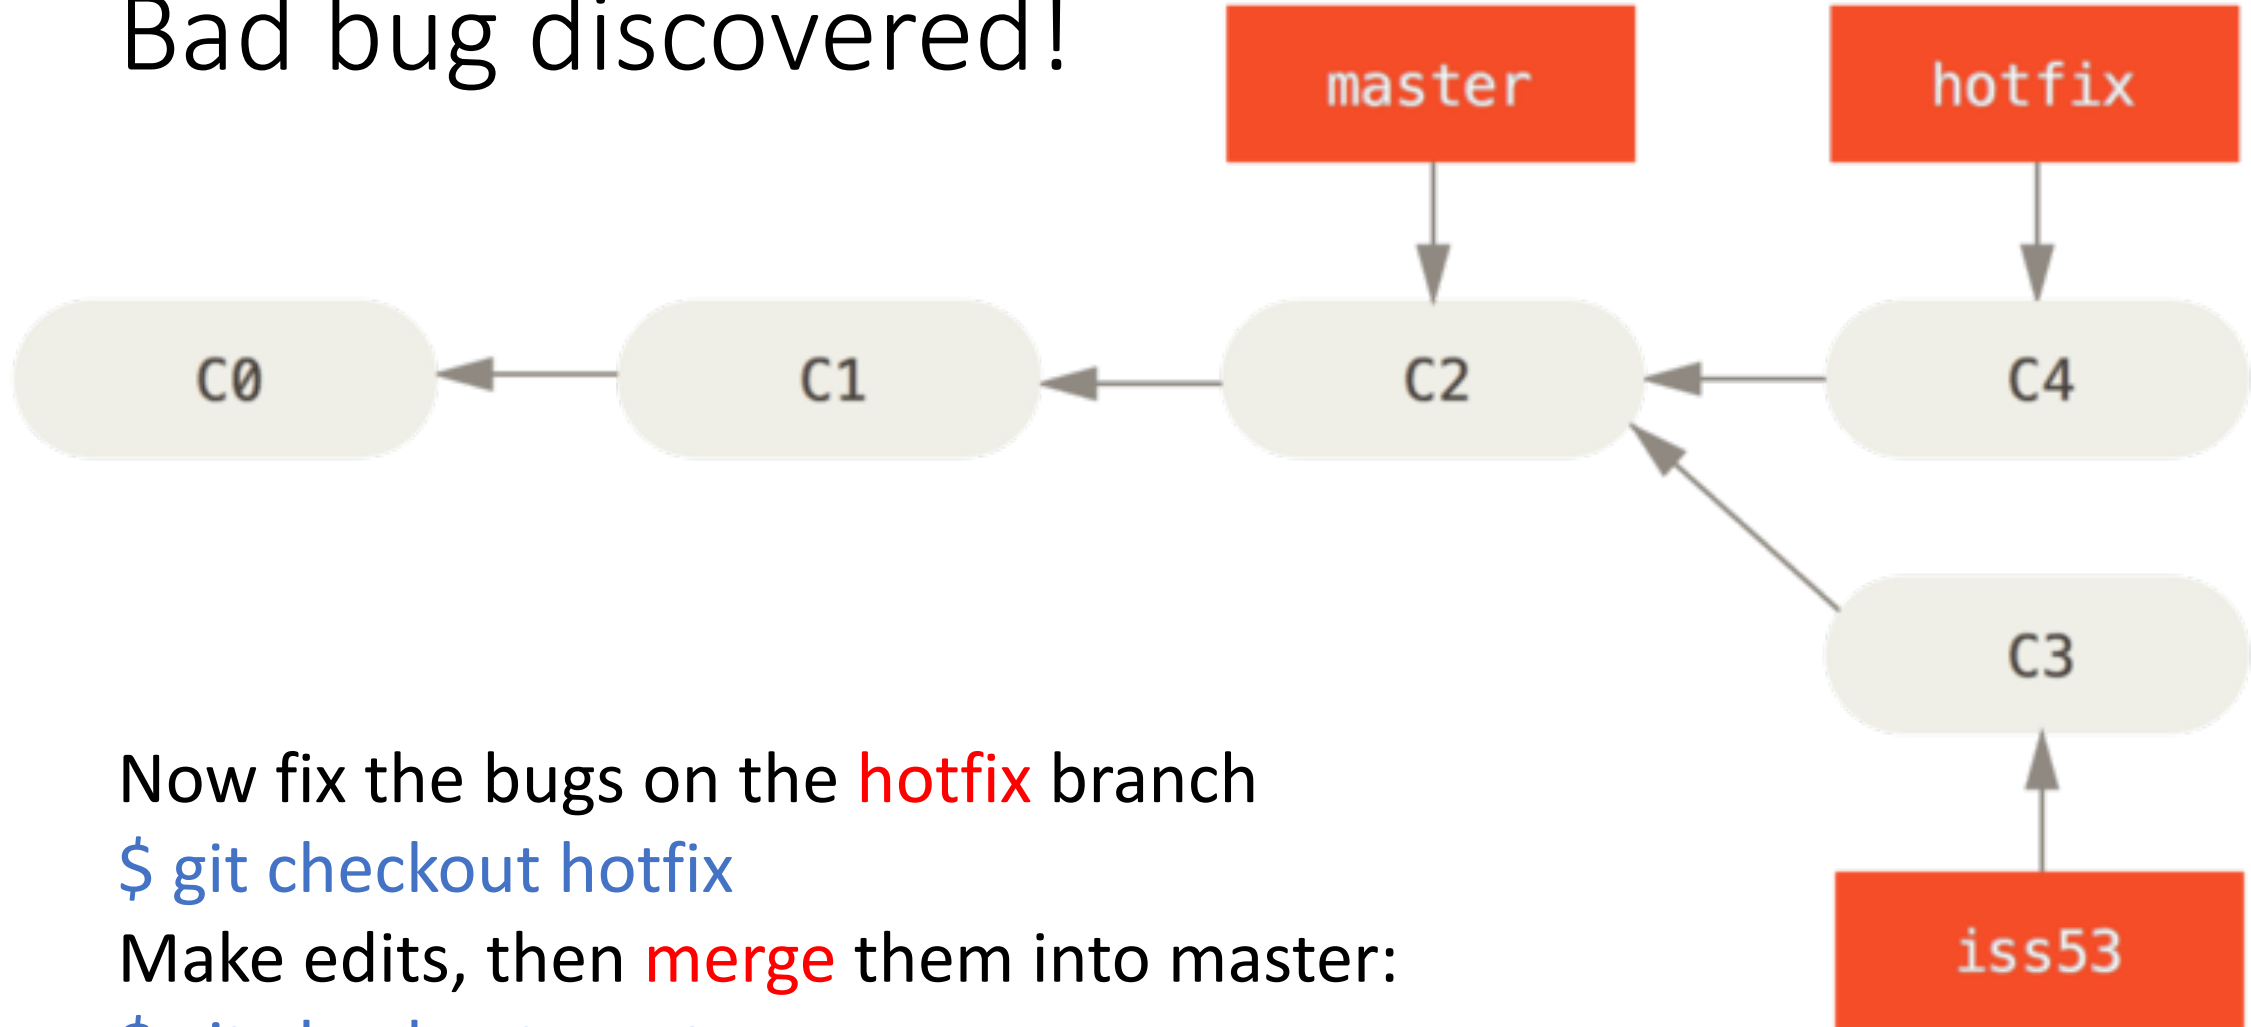 Bad bug discovered!
master
hotfix
C0
C1
C2
C4
C3
Now fix the bugs on the hotfix branch
$ git checkout hotfix
Make edits, then merge them into master:
iss53